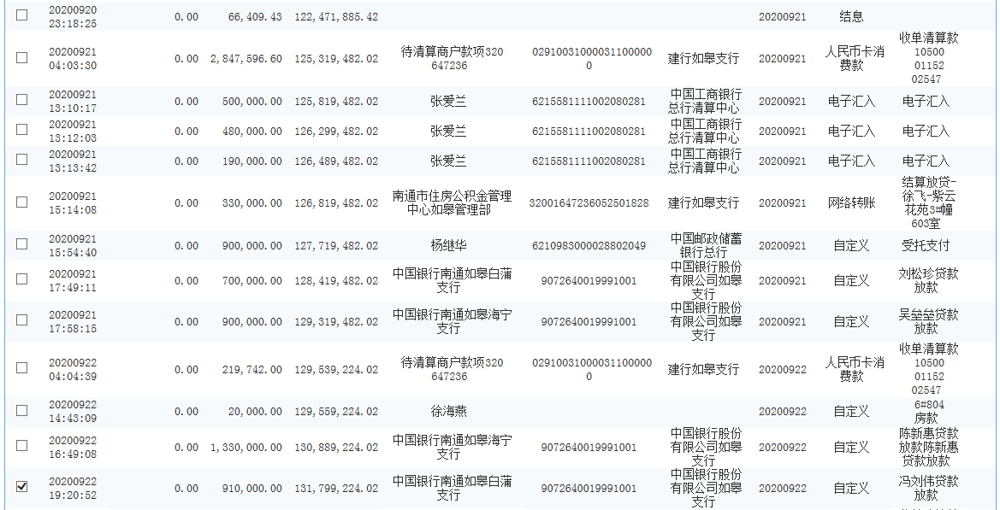 20200920
23:18:25
0.00 66,409.43 122,471,885.42 20200921 结息
20200921
04:03:30
0.00 2,847,596.60 125,319,482.02
待清算商户款项320
647236
02910031000031100000
0
建行如皋支行 20200921
人民币卡消
费款
收单清算款
10500
01152
02547
20200921
13:10:17
0.00 500,000.00 125,819,482.02 张爱兰 6215581111002080281
中国工商银行
总行清算中心
20200921 电子汇入 电子汇入
20200921
13:12:03
0.00 480,000.00 126,299,482.02 张爱兰 6215581111002080281
中国工商银行
总行清算中心
20200921 电子汇入 电子汇入
20200921
13:13:42
0.00 190,000.00 126,489,482.02 张爱兰 6215581111002080281
中国工商银行
总行清算中心
20200921 电子汇入 电子汇入
20200921
15:14:08
0.00 330,000.00 126,819,482.02
南通市住房公积金管理
中心如皋管理部
32001647236052501828 建行如皋支行 20200921 网络转账
结算放贷-
徐飞-紫云
花苑3#幢
603室
20200921
15:54:40
0.00 900,000.00 127,719,482.02 杨继华 6210983000028802049
中国邮政储蓄
银行总行
20200921 自定义 受托支付
20200921
17:49:11
0.00 700,000.00 128,419,482.02
中国银行南通如皋白蒲
支行
9072640019991001
中国银行股份
有限公司如皋
支行
20200921 自定义
刘松珍贷款
放款
20200921
17:58:15
0.00 900,000.00 129,319,482.02
中国银行南通如皋海宁
支行
9072640019991001
中国银行股份
有限公司如皋
支行
20200921 自定义
吴垒垒贷款
放款
20200922
04:04:39
0.00 219,742.00 129,539,224.02
待清算商户款项320
647236
02910031000031100000
0
建行如皋支行 20200922
人民币卡消
费款
收单清算款
10500
01152
02547
20200922
14:43:09
0.00 20,000.00 129,559,224.02 徐海燕 20200922 自定义
6#804
房款
20200922
16:49:08
0.00 1,330,000.00 130,889,224.02
中国银行南通如皋海宁
支行
9072640019991001
中国银行股份
有限公司如皋
支行
20200922 自定义
陈新惠贷款
放款陈新惠
贷款放款
20200922
19:20:52
0.00 910,000.00 131,799,224.02
中国银行南通如皋白蒲
支行
9072640019991001
中国银行股份
有限公司如皋
支行
20200922 自定义
冯刘伟贷款
放款